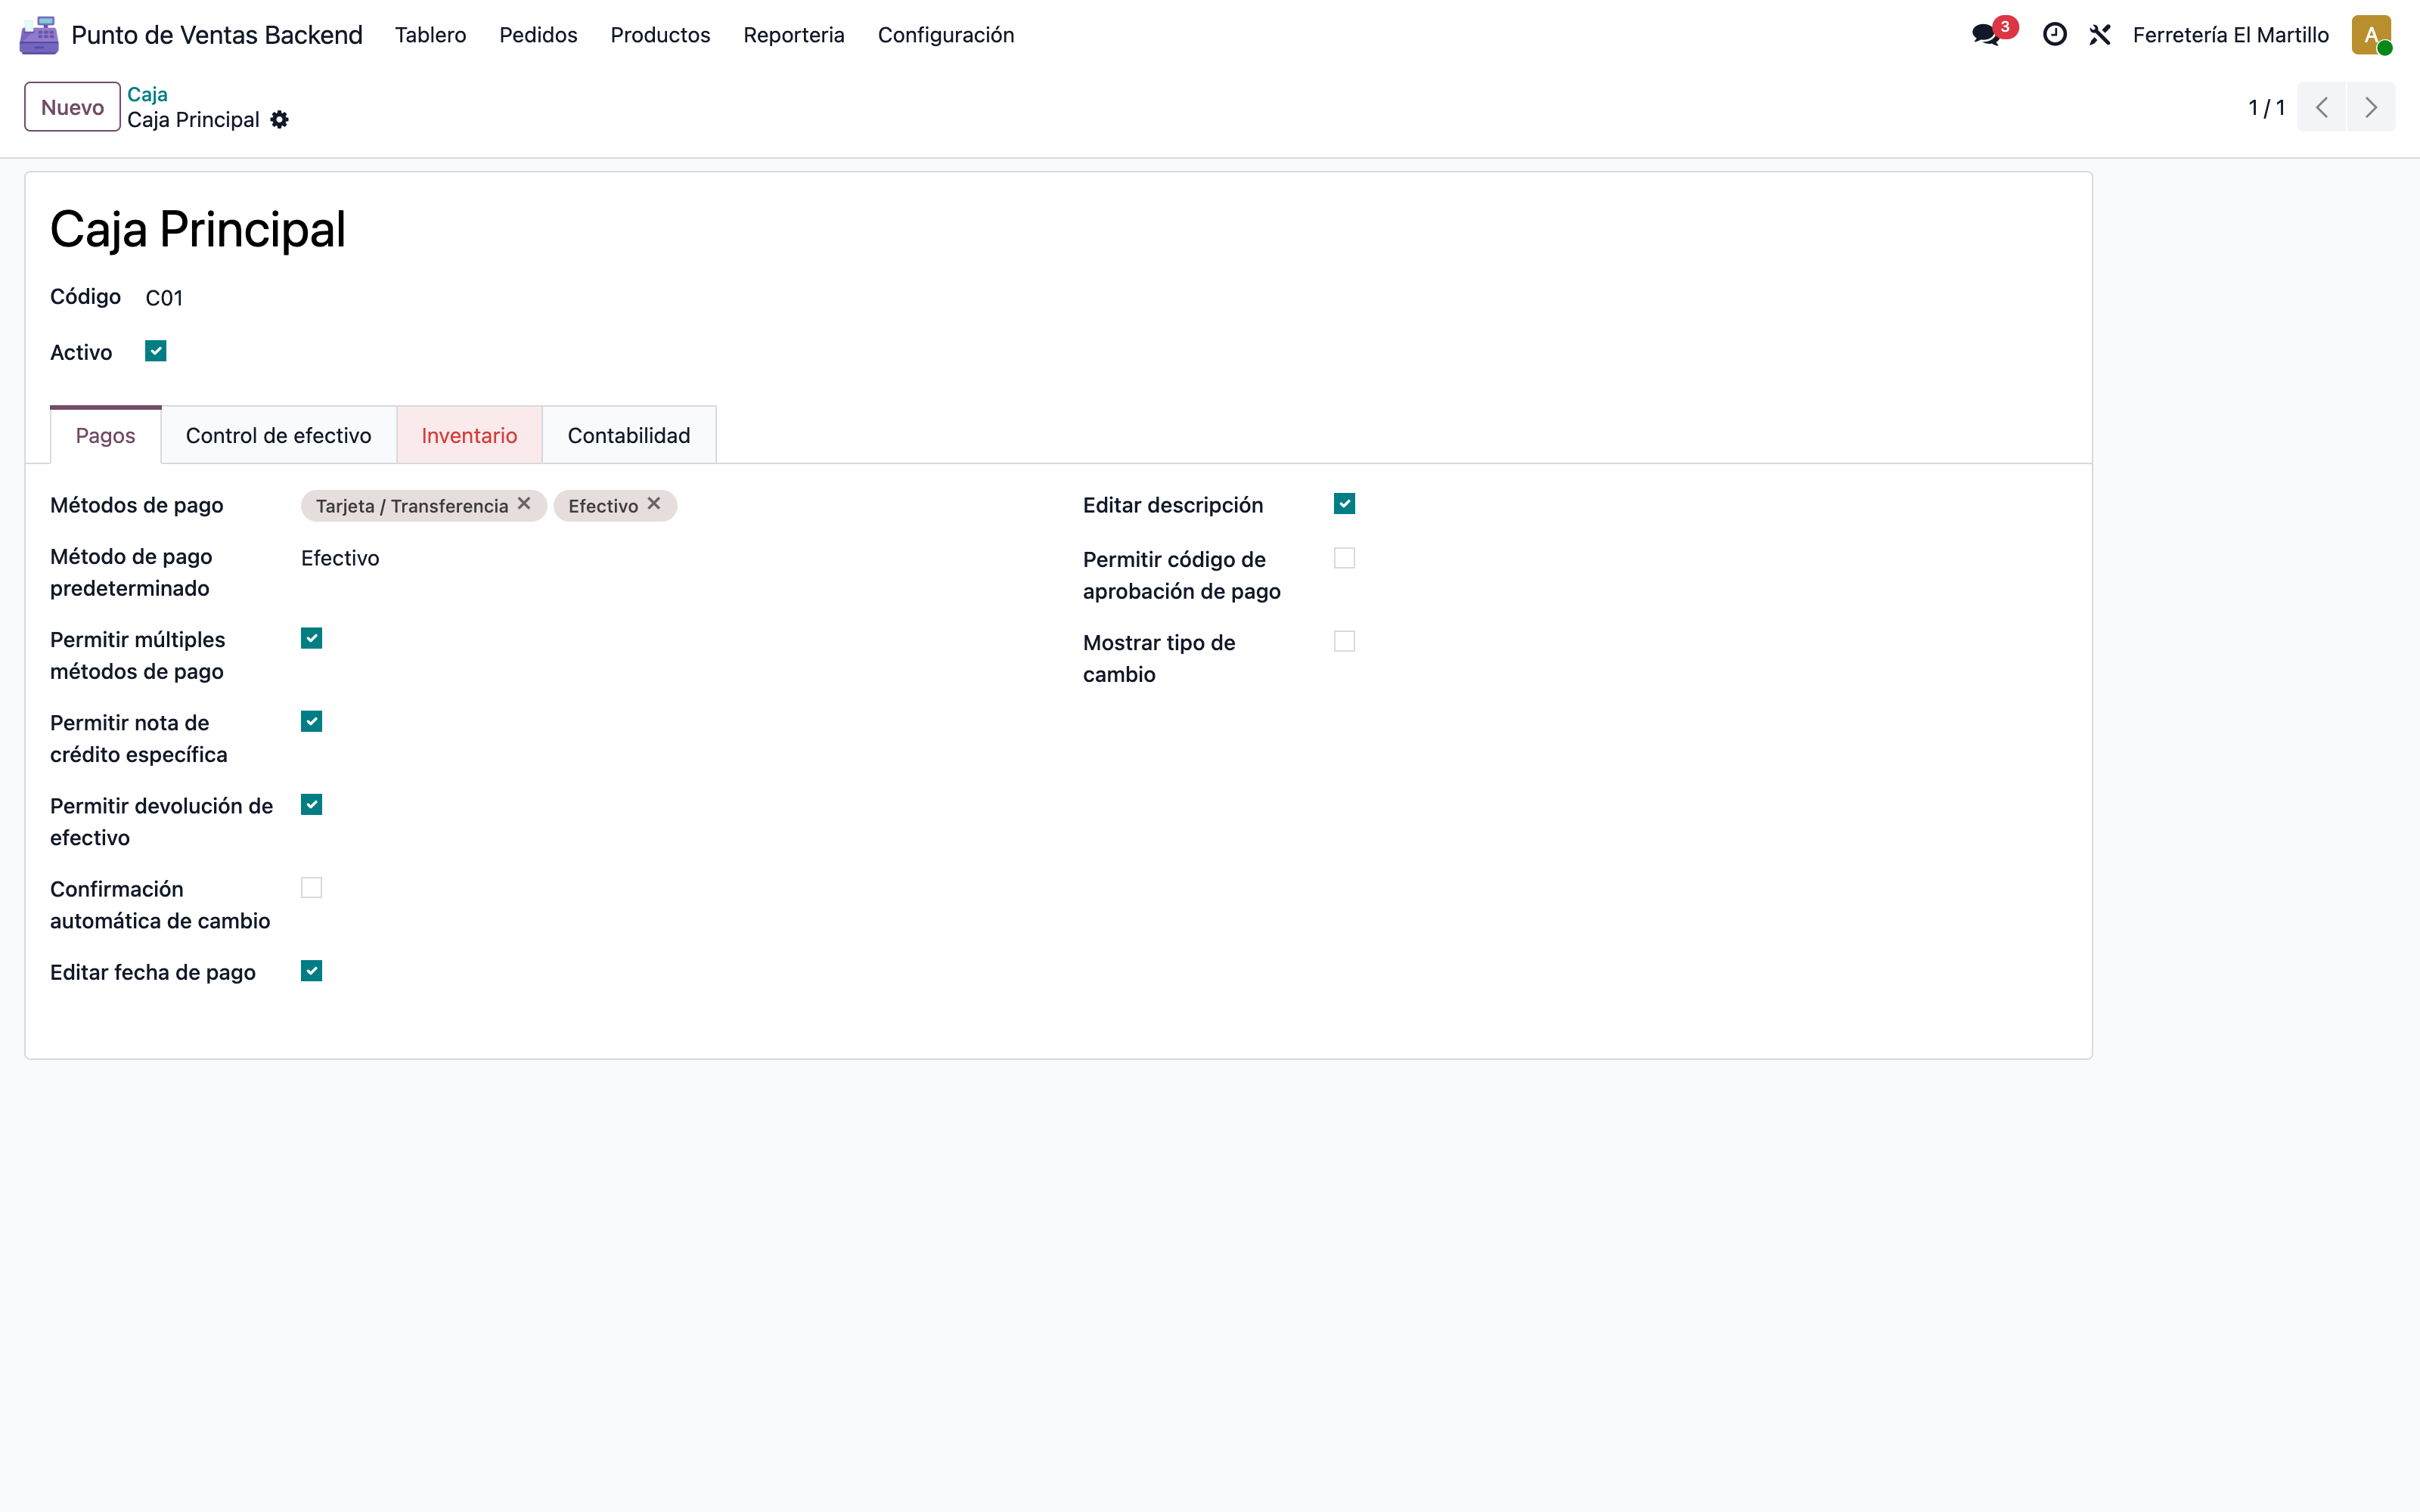 Punto de Ventas Backend Tablero Pedidos Productos Reporteria Configuración 3 Ferretería El Martillo A
Nuevo
Caja
Caja Principal
1 / 1
Caja Principal
Código C01
Activo
Pagos Control de efectivo Inventario Contabilidad
Métodos de pago Tarjeta / Transferencia Efectivo
Método de pago
predeterminado
Efectivo
Permitir múltiples
métodos de pago
Permitir nota de
crédito específica
Permitir devolución de
efectivo
Confirmación
automática de cambio
Editar fecha de pago
Editar descripción
Permitir código de
aprobación de pago
Mostrar tipo de
cambio